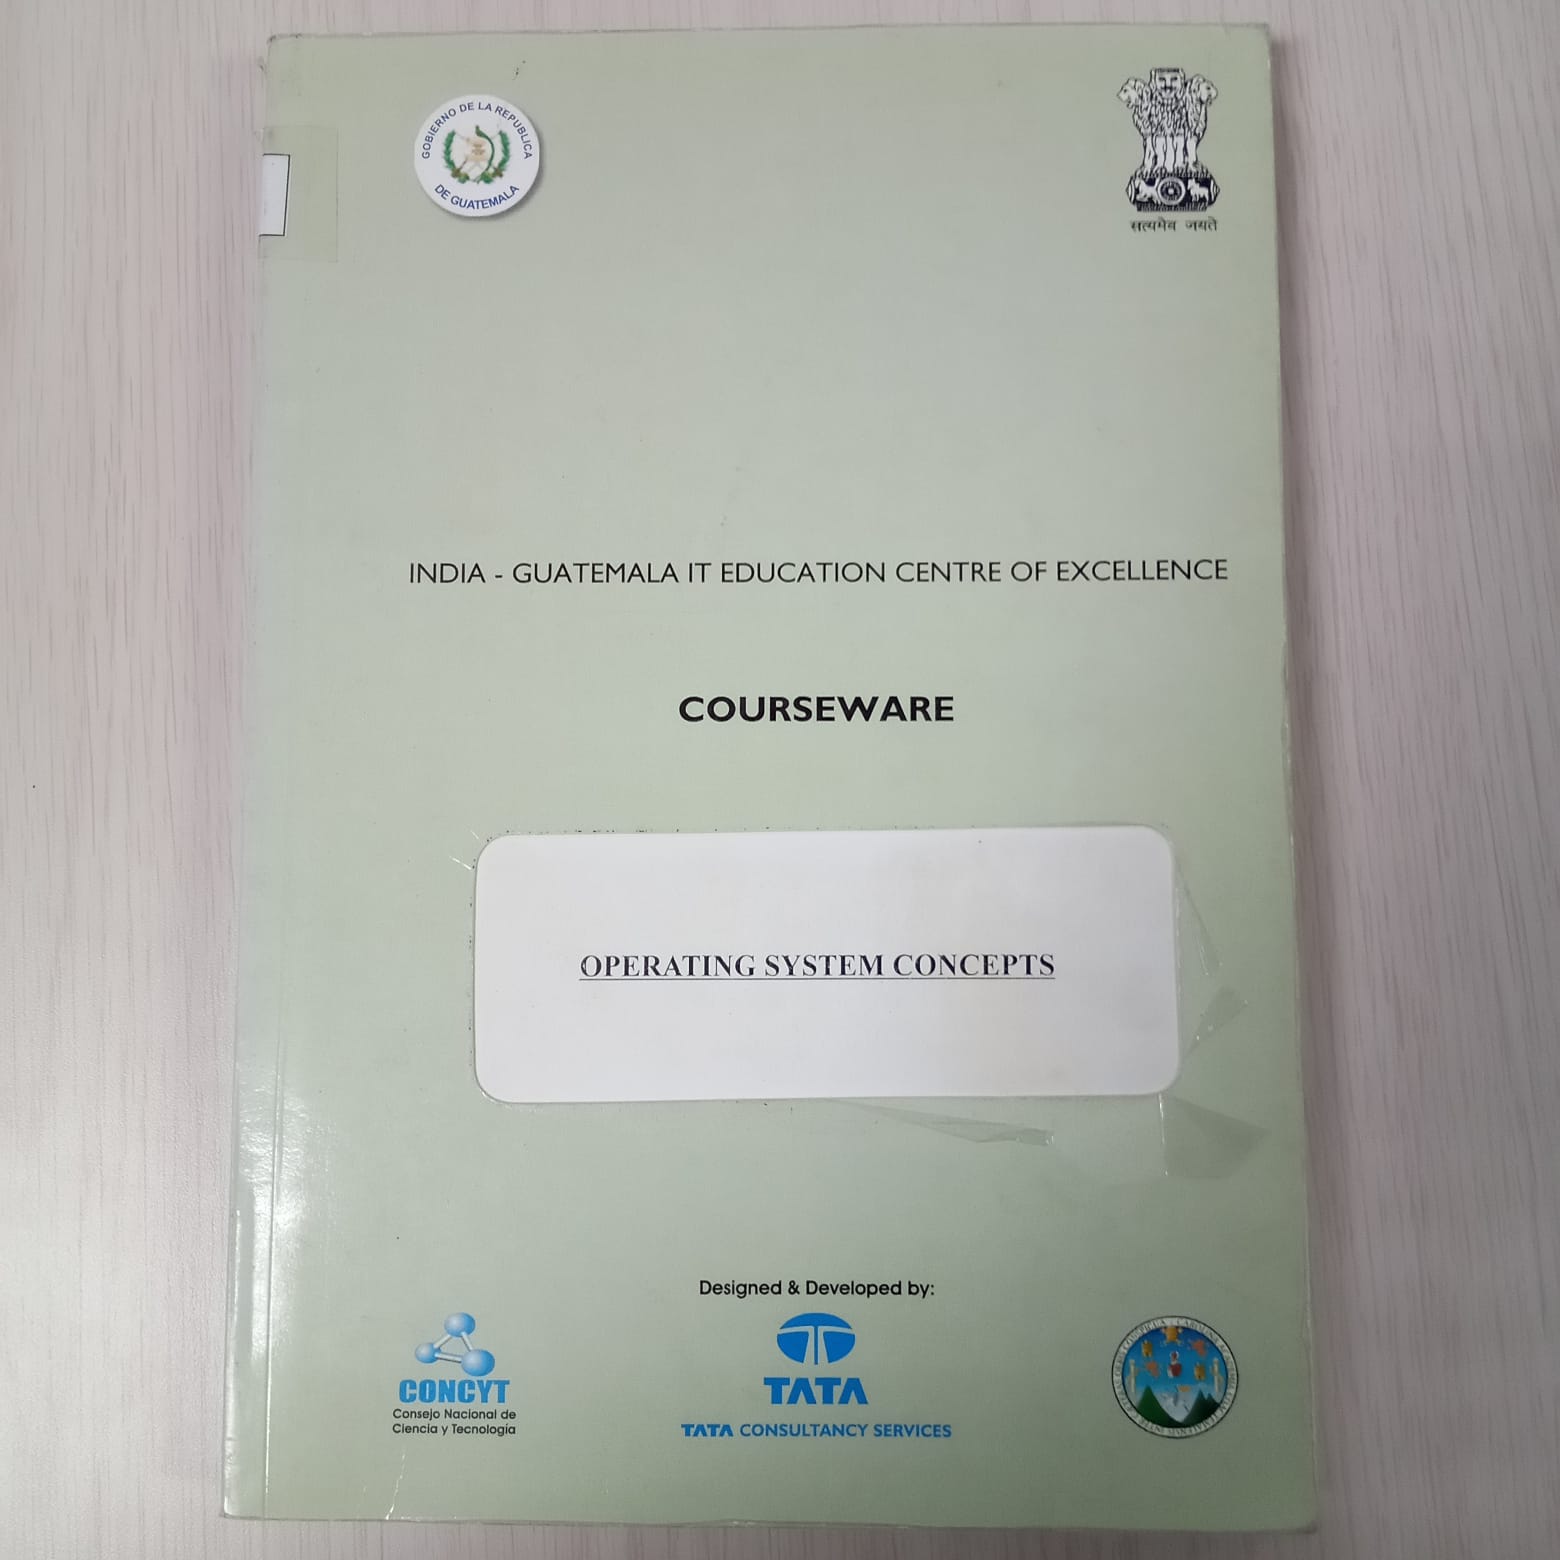 GOBIERNO DE LA REPUBLICA
DE GUATEMALA
सत्यमेव जयते
INDIA - GUATEMALA IT EDUCATION CENTRE OF EXCELLENCE
COURSEWARE
OPERATING SYSTEM CONCEPTS
Designed & Developed by:
CONCYT
Consejo Nacional de
Ciencia y Tecnología
TATA
TATA CONSULTANCY SERVICES